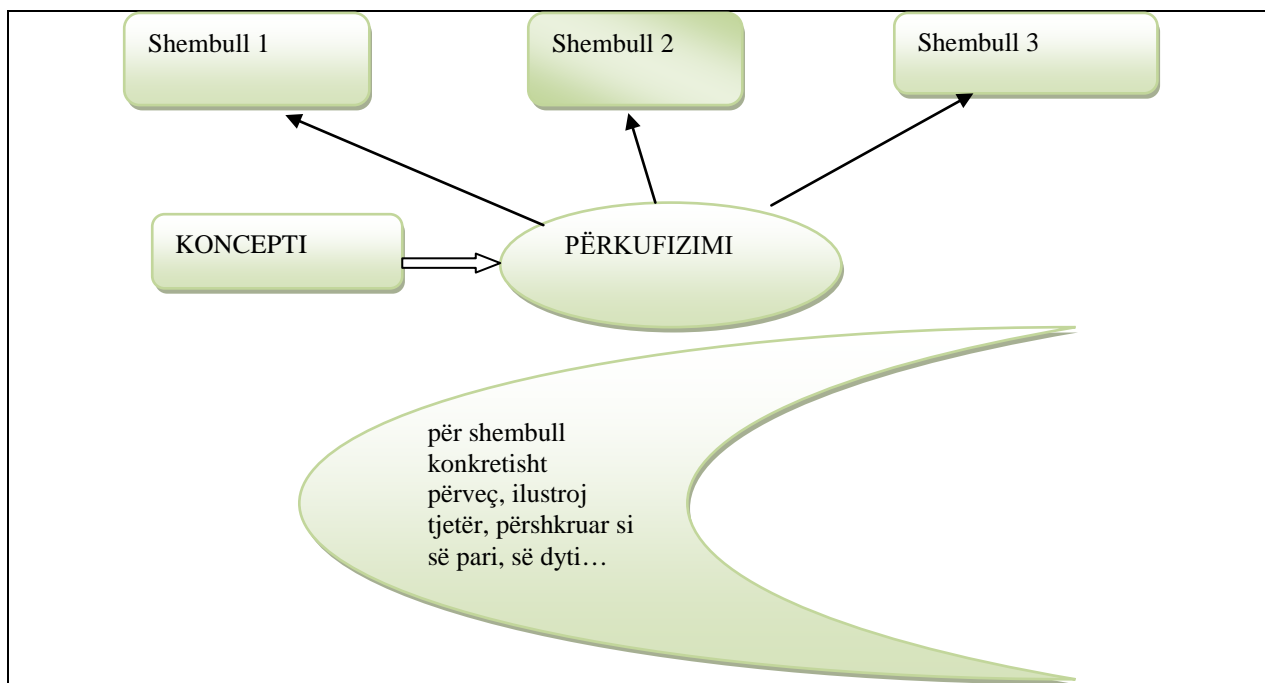 Shembull 1
Shembull 2
Shembull 3
KONCEPTI
PËRKUFIZIMI
për shembull
konkretisht
përveç, ilustroj
tjetër, përshkruar si
së pari, së dyti…